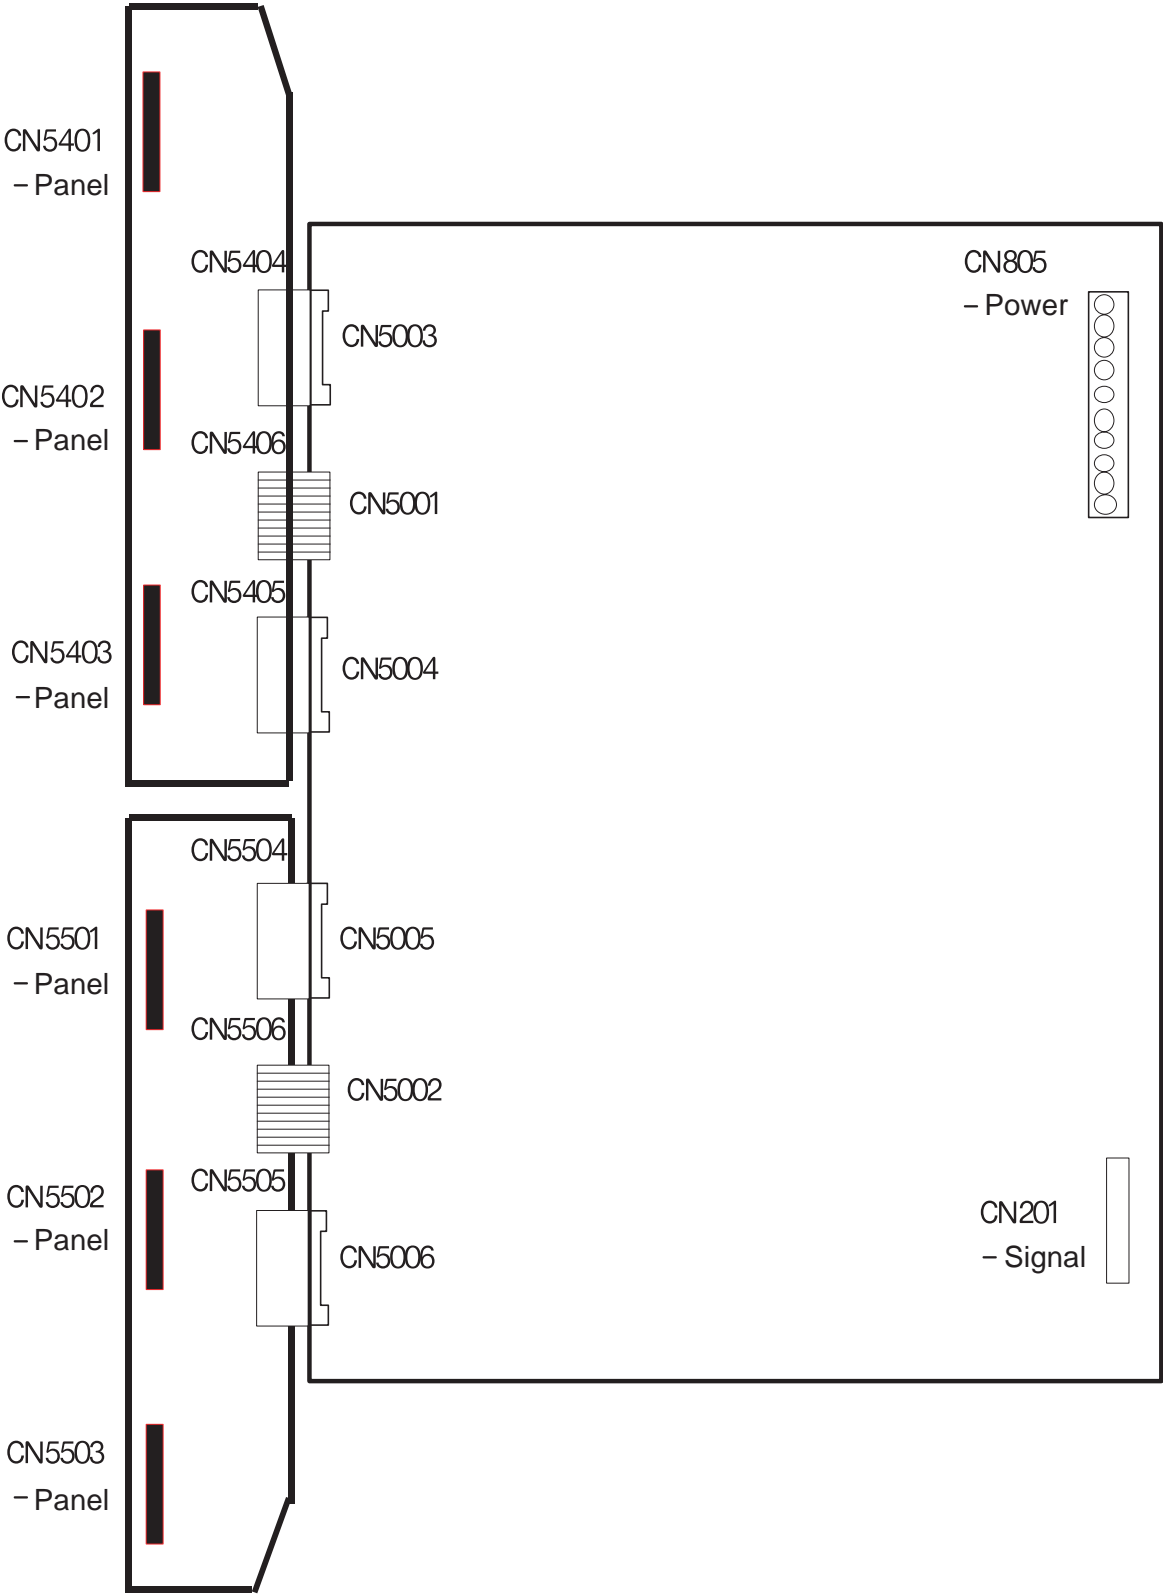 CN5401
– Panel
CN5404
CN805
– Power
CN5003
CN5402
– Panel
CN5406
CN5001
CN5405
CN5403
– Panel
CN5004
CN5504
CN5501
– Panel
CN5005
CN5506
CN5002
CN5505
CN5502
– Panel
CN201
– Signal
CN5006
CN5503
– Panel